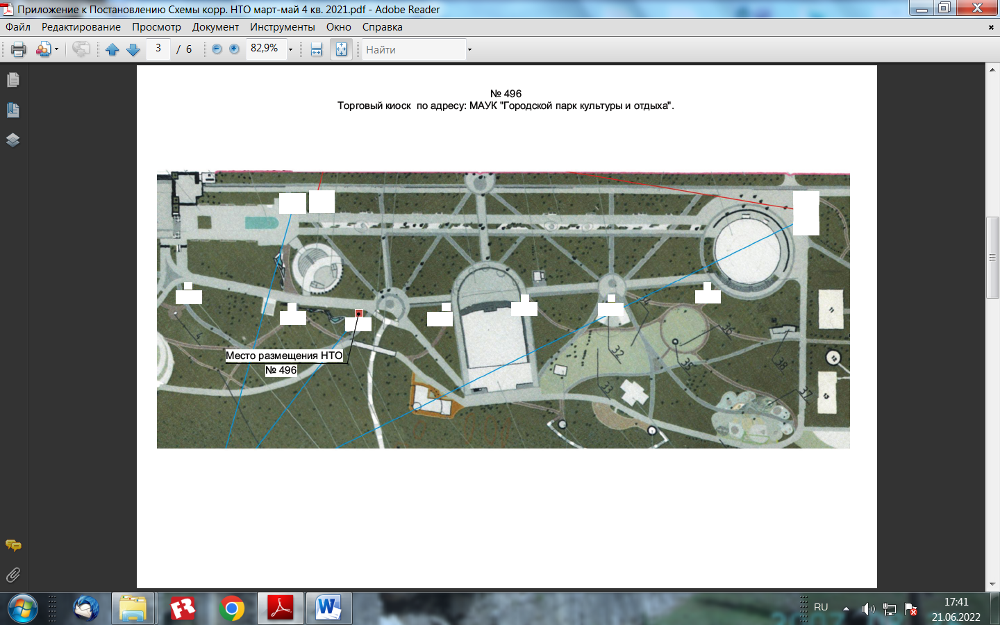 Приложение к Постановлению Схемы корр. НТО март-май 4 кв. 2021.pdf - Adobe Reader
Файл Редактирование Просмотр Документ Инструменты Окно Справка
3 / 6 82,9% Найти
№ 496
Торговый киоск по адресу: МАУК "Городской парк культуры и отдыха".
4
32
33
35
36
37
38
Место размещения НТО
№ 496
RU
17:41
21.06.2022